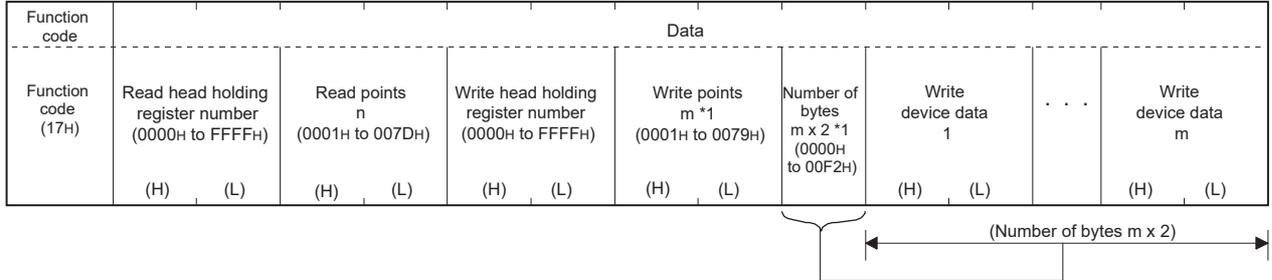 Function
code
Data
Function
code
(17H)
Read head holding
register number
(0000H to FFFFH)
(H) (L)
Read points
n
(0001H to 007DH)
(H) (L)
Write head holding
register number
(0000H to FFFFH)
(H) (L)
Write points
m *1
(0001H to 0079H)
(H) (L)
Number of
bytes
m x 2 *1
(0000H
to 00F2H)
Write
device data
1
(H) (L)
. . .
Write
device data
m
(H) (L)
(Number of bytes m x 2)